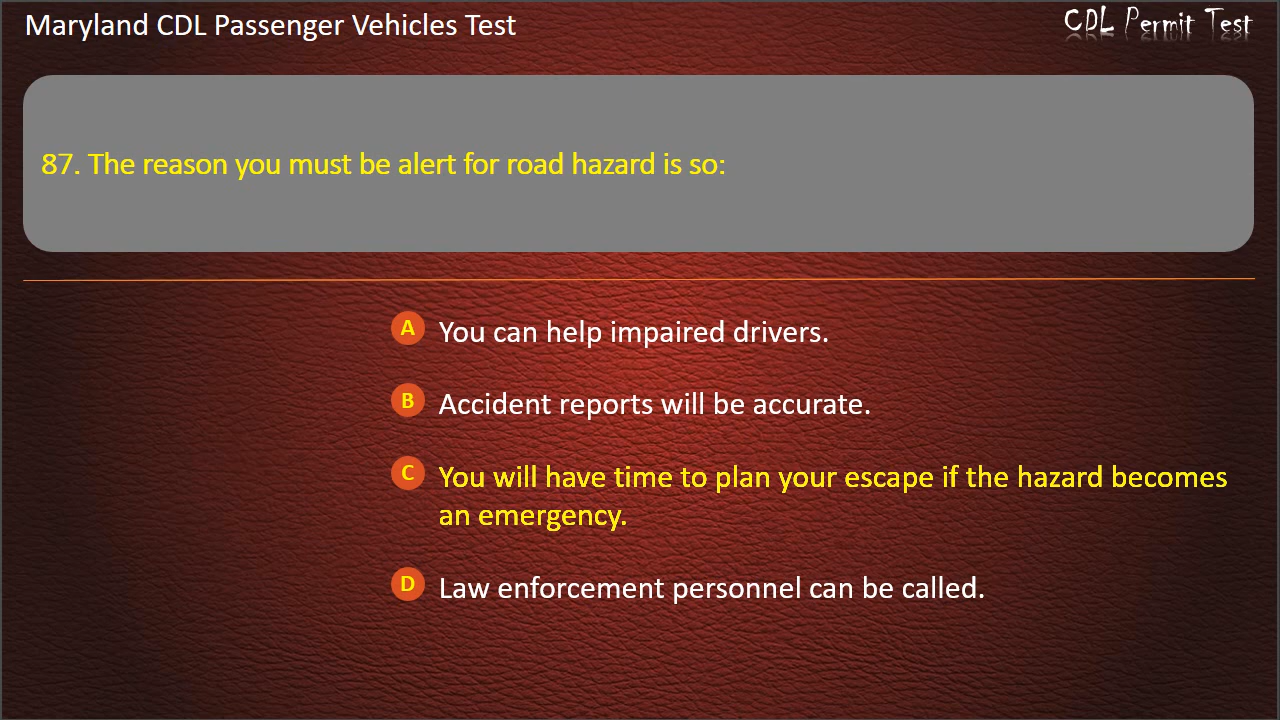 Maryland CDL Passenger Vehicles Test
CDL Permit Test
87. The reason you must be alert for road hazard is so:
A You can help impaired drivers.
B Accident reports will be accurate.
C You will have time to plan your escape if the hazard becomes
an emergency.
D Law enforcement personnel can be called.